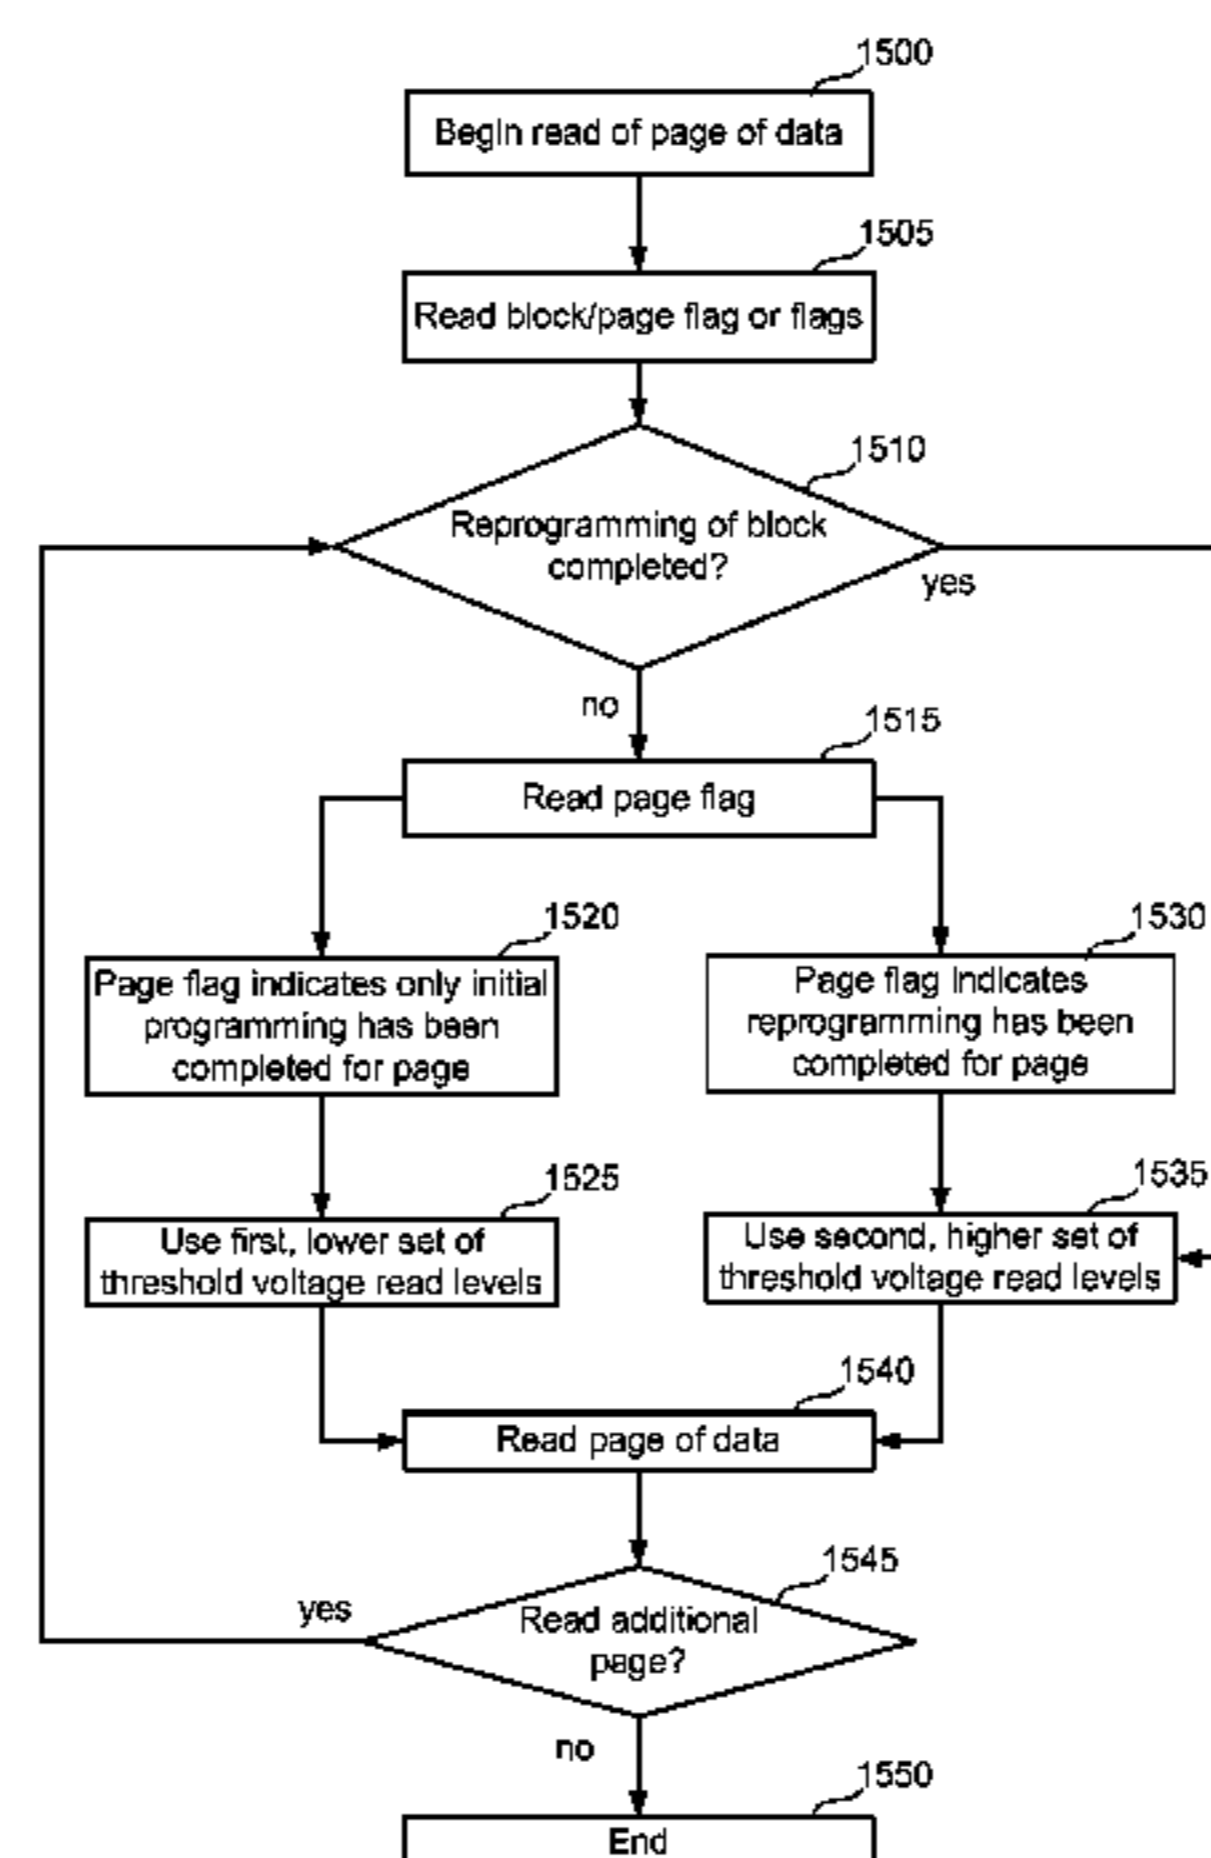 1500
Begin read of page of data
1505
Read block/page flag or flags
1510
Reprogramming of block
completed?
yes
no
1515
Read page flag
1520
Page flag indicates only initial
programming has been
completed for page
1530
Page flag indicates
reprogramming has been
completed for page
1525
Use first, lower set of
threshold voltage read levels
1535
Use second, higher set of
threshold voltage read levels
1540
Read page of data
1545
Read additional
page?
yes
no
1550
End